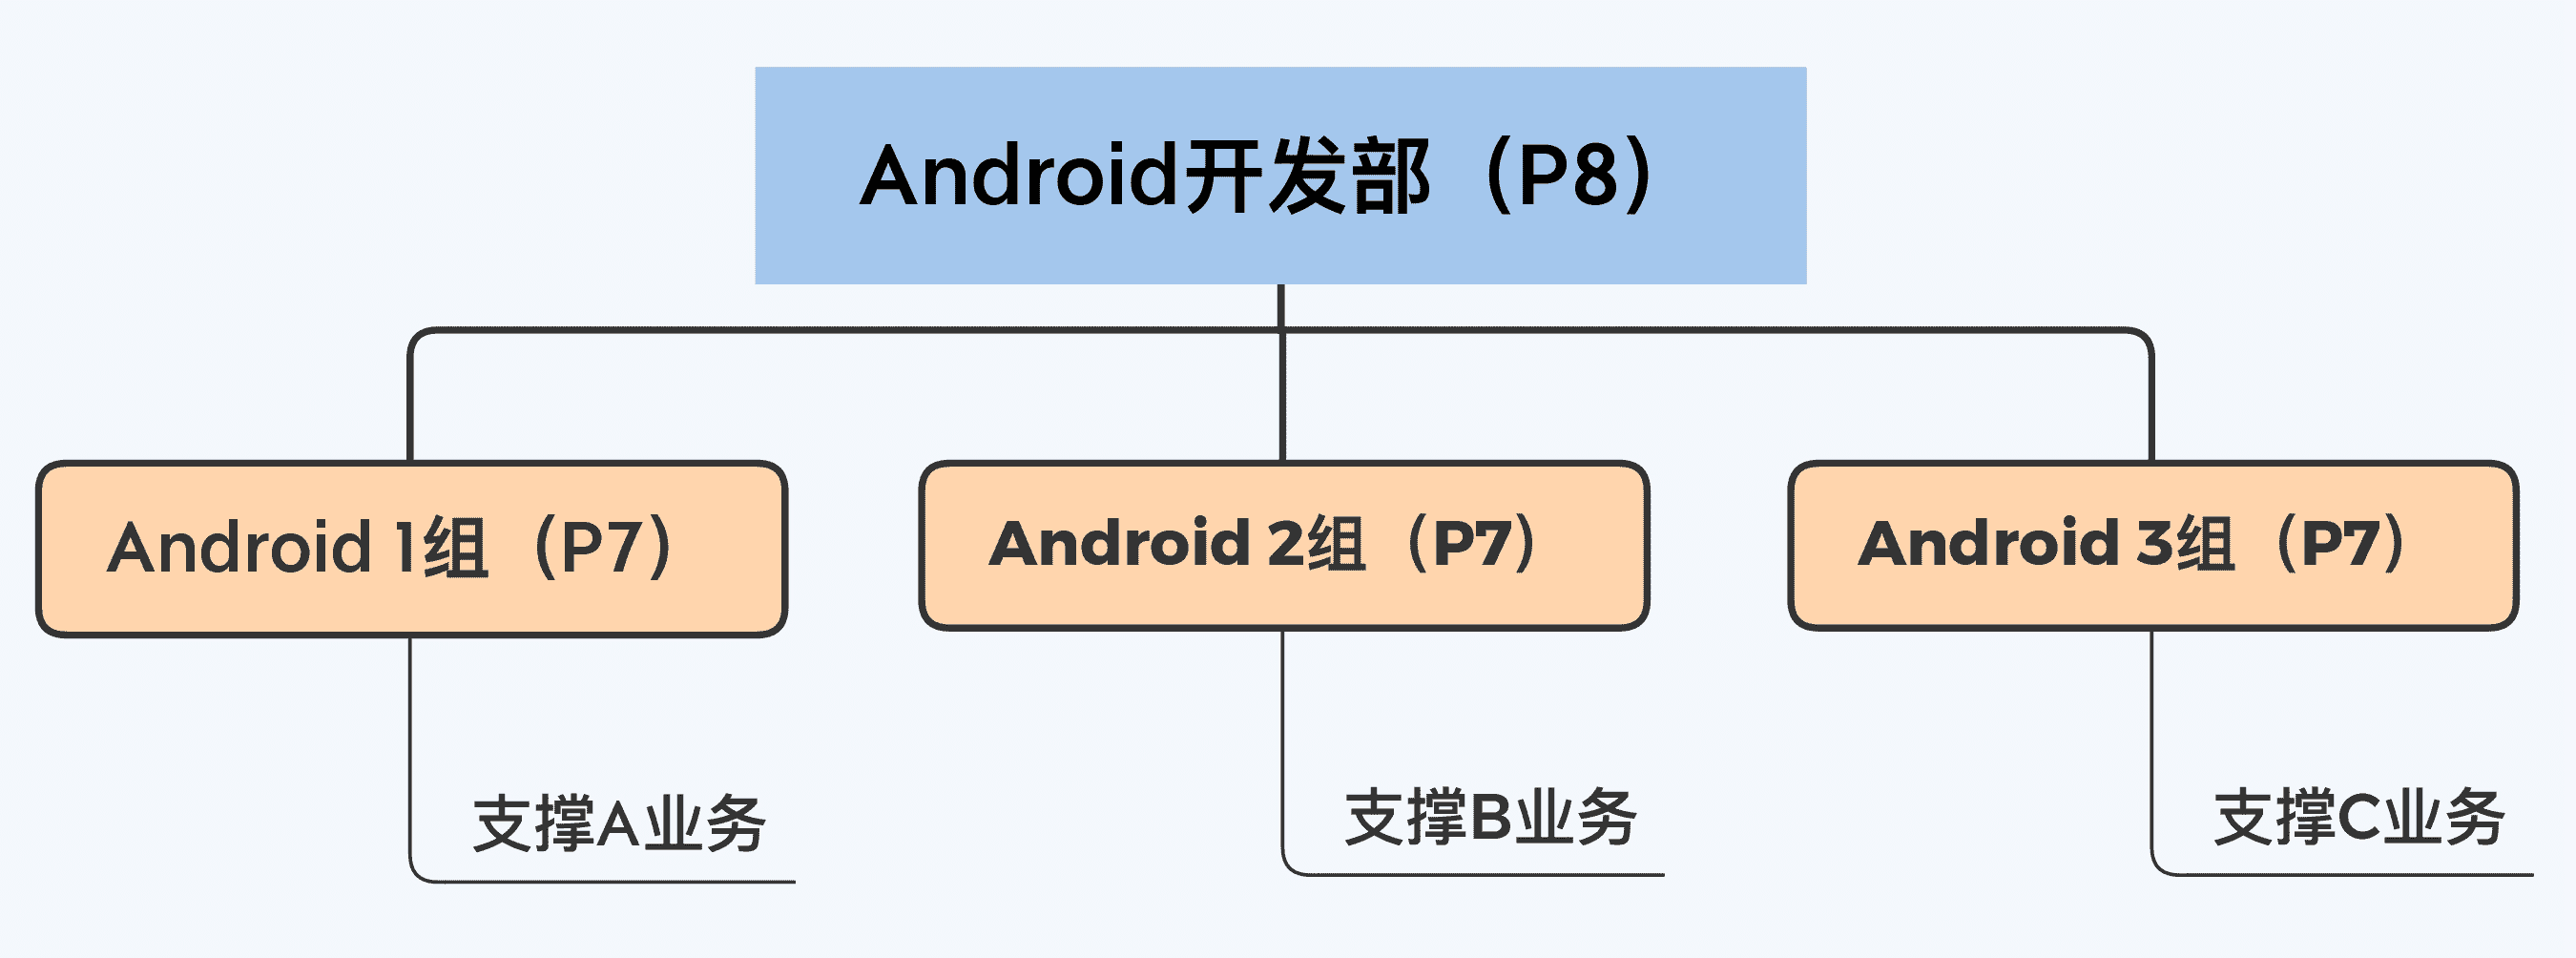 Android开发部（P8）
Android 1组（P7）
Android 2组（P7）
Android 3组（P7）
支撑A业务
支撑B业务
支撑C业务